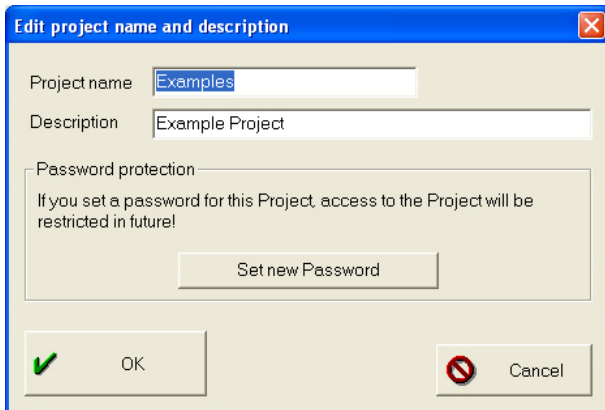 Edit project name and description
Project name Examples
Description Example Project
Password protection
If you set a password for this Project, access to the Project will be
restricted in future!
Set new Password
OK Cancel